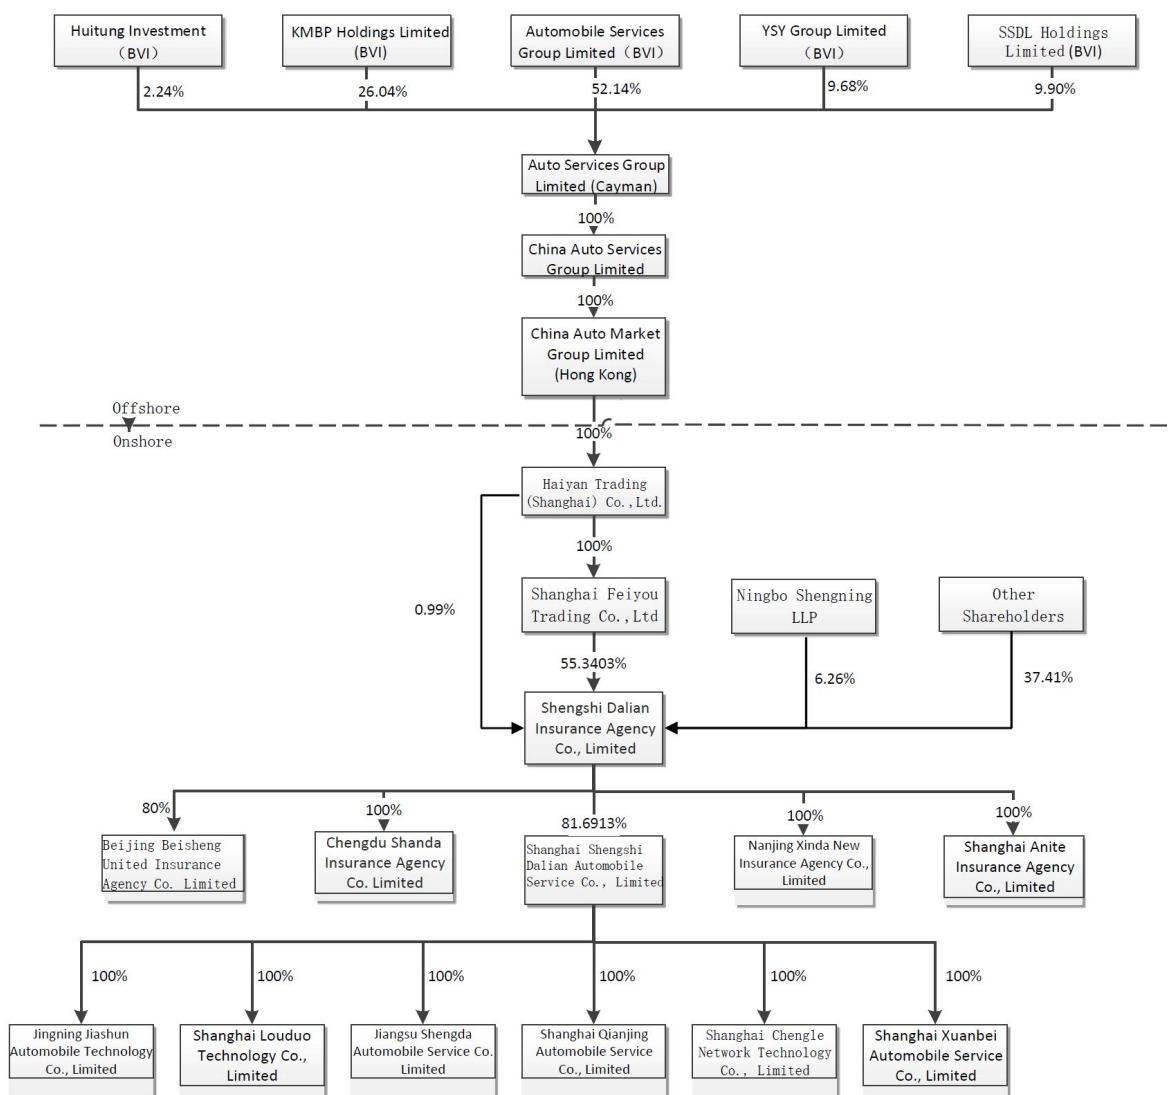 Huitung Investment
（BVI）
KMBP Holdings Limited
(BVI)
Automobile Services
Group Limited（BVI）
YSY Group Limited
（BVI）
SSDL Holdings
Limited (BVI)
2.24%
26.04%
52.14%
9.68%
9.90%
Auto Services Group
Limited (Cayman)
100%
China Auto Services
Group Limited
100%
China Auto Market
Group Limited
(Hong Kong)
Offshore
Onshore
100%
Haiyan Trading
(Shanghai) Co.,Ltd.
100%
0.99%
Shanghai Feiyou
Trading Co.,Ltd
Ningbo Shengning
LLP
Other
Shareholders
55.3403%
6.26%
37.41%
Shengshi Dalian
Insurance Agency
Co., Limited
80%
100%
81.6913%
100%
100%
Beijing Beisheng
United Insurance
Agency Co. Limited
Chengdu Shanda
Insurance Agency
Co. Limited
Shanghai Shengshi
Dalian Automobile
Service Co., Limited
Nanjing Xinda New
Insurance Agency Co.,
Limited
Shanghai Anite
Insurance Agency
Co., Limited
100%
100%
100%
100%
100%
100%
Jingning Jiashun
Automobile Technology
Co., Limited
Shanghai Louduo
Technology Co.,
Limited
Jiangsu Shengda
Automobile Service Co.
Limited
Shanghai Qianjing
Automobile Service
Co., Limited
Shanghai Chengle
Network Technology
Co., Limited
Shanghai Xuanbei
Automobile Service
Co., Limited